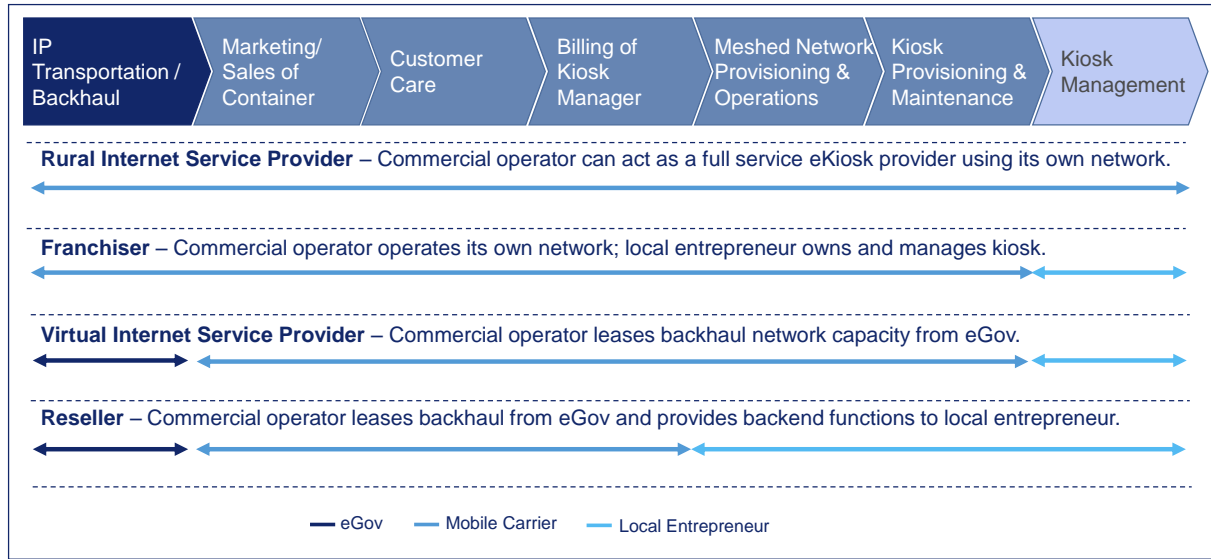 IP
Transportation /
Backhaul
Marketing/
Sales of
Container
Customer
Care
Billing of
Kiosk
Manager
Meshed Network
Provisioning &
Operations
Kiosk
Provisioning &
Maintenance
Kiosk
Management
Rural Internet Service Provider – Commercial operator can act as a full service eKiosk provider using its own network.
Franchiser – Commercial operator operates its own network; local entrepreneur owns and manages kiosk.
Virtual Internet Service Provider – Commercial operator leases backhaul network capacity from eGov.
Reseller – Commercial operator leases backhaul from eGov and provides backend functions to local entrepreneur.
eGov Mobile Carrier Local Entrepreneur